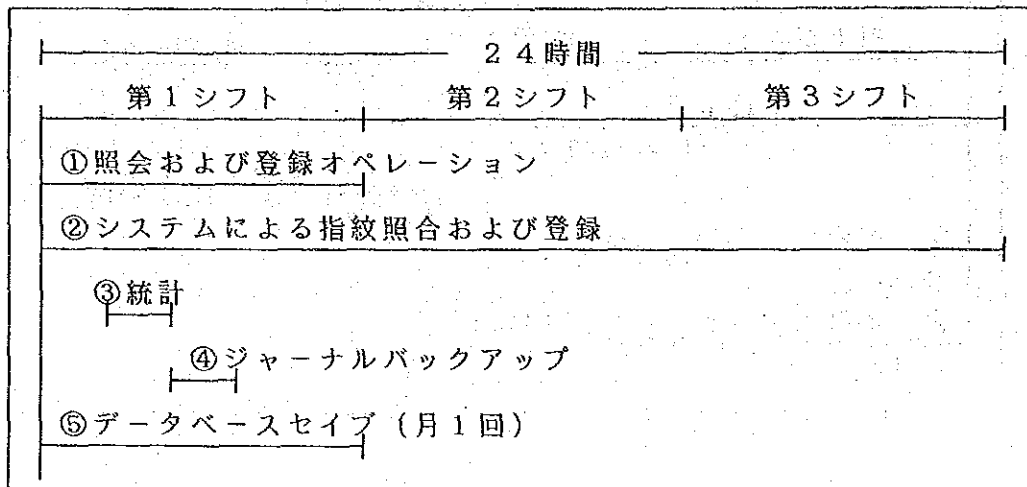 24時間
第1シフト 第2シフト 第3シフト
①照会および登録オペレーション
②システムによる指紋照合および登録
③統計
④ジャーナルバックアップ
⑤データベースセイブ(月1回)